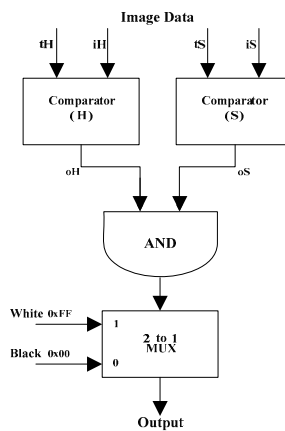 Image Data
tH iH tS iS
Comparator
(H)
Comparator
(S)
oH oS
AND
White 0xFF
1
Black 0x00
0
2 to 1
MUX
Output